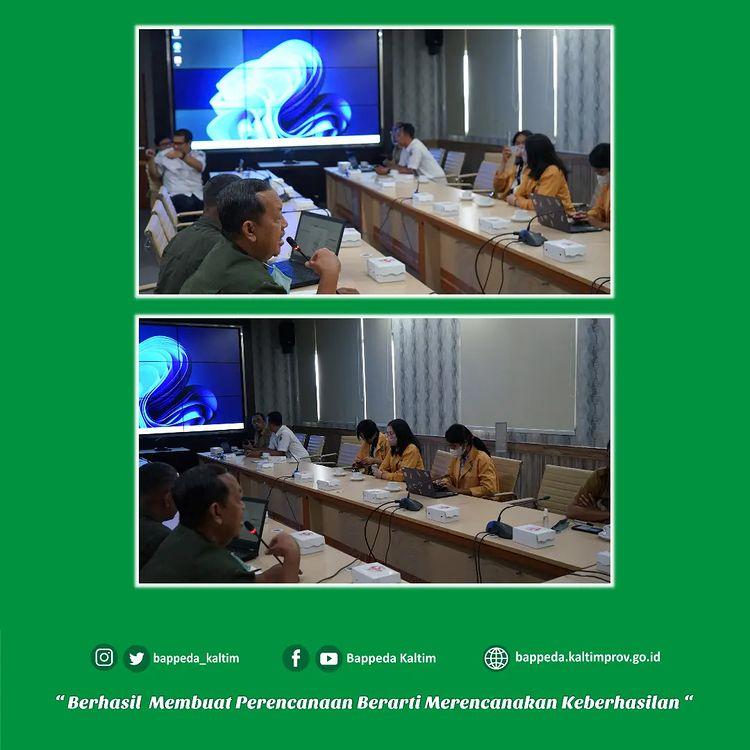 bappeda_kaltim
Bappeda Kaltim
bappeda.kaltimprov.go.id
“ Berhasil Membuat Perencanaan Berarti Merencanakan Keberhasilan “